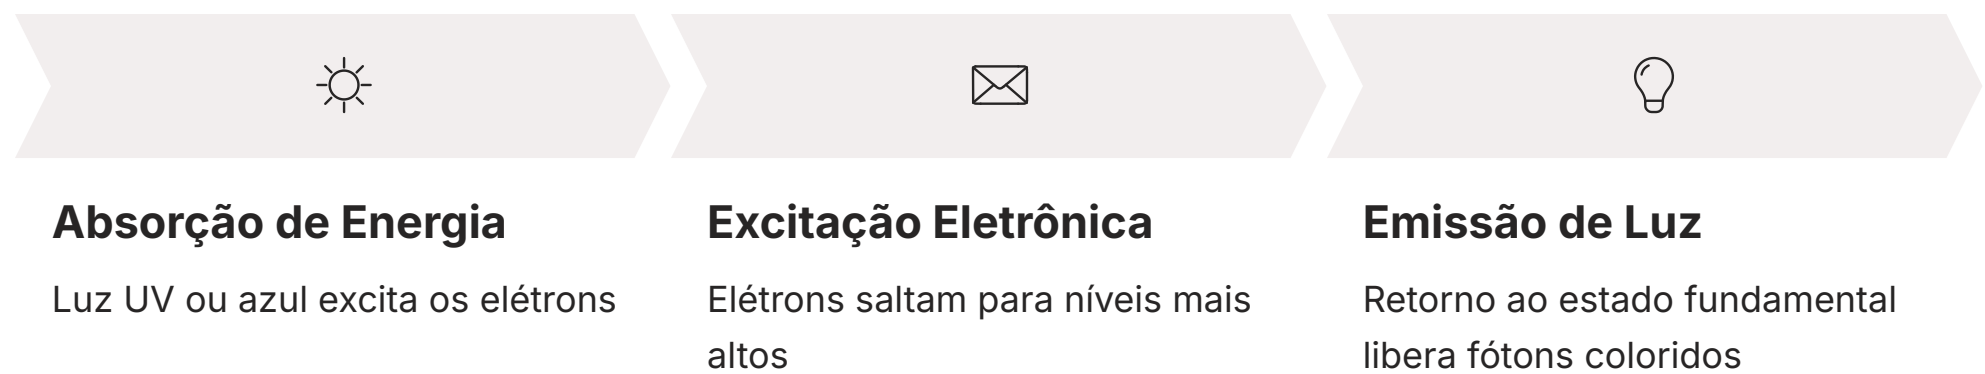 Absorção de Energia
Luz UV ou azul excita os elétrons
Excitação Eletrônica
Elétrons saltam para níveis mais
altos
Emissão de Luz
Retorno ao estado fundamental
libera fótons coloridos